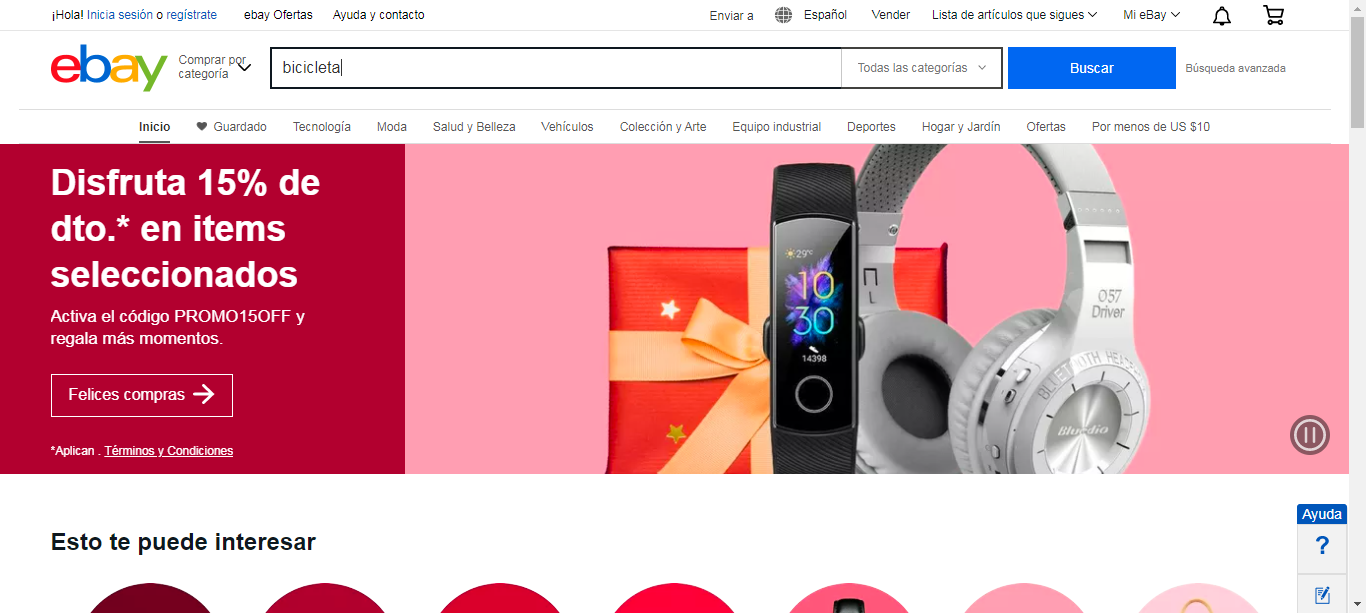 ¡Hola! Inicia sesión o regístrate ebay Ofertas Ayuda y contacto Enviar a Español Vender Lista de artículos que sigues Mi eBay
ebay Comprar por categoría bicicleta Todas las categorías Buscar Búsqueda avanzada
Inicio Guardado Tecnología Moda Salud y Belleza Vehículos Colección y Arte Equipo industrial Deportes Hogar y Jardín Ofertas Por menos de US $10
Disfruta 15% de
dto.* en items
seleccionados
Activa el código PROMO15OFF y
regala más momentos.
Felices compras
*Aplican . Términos y Condiciones
29°
10
30
14398
057
Driver
BLUETOOTH HEADSET
Bluedio
Ayuda
?
Esto te puede interesar